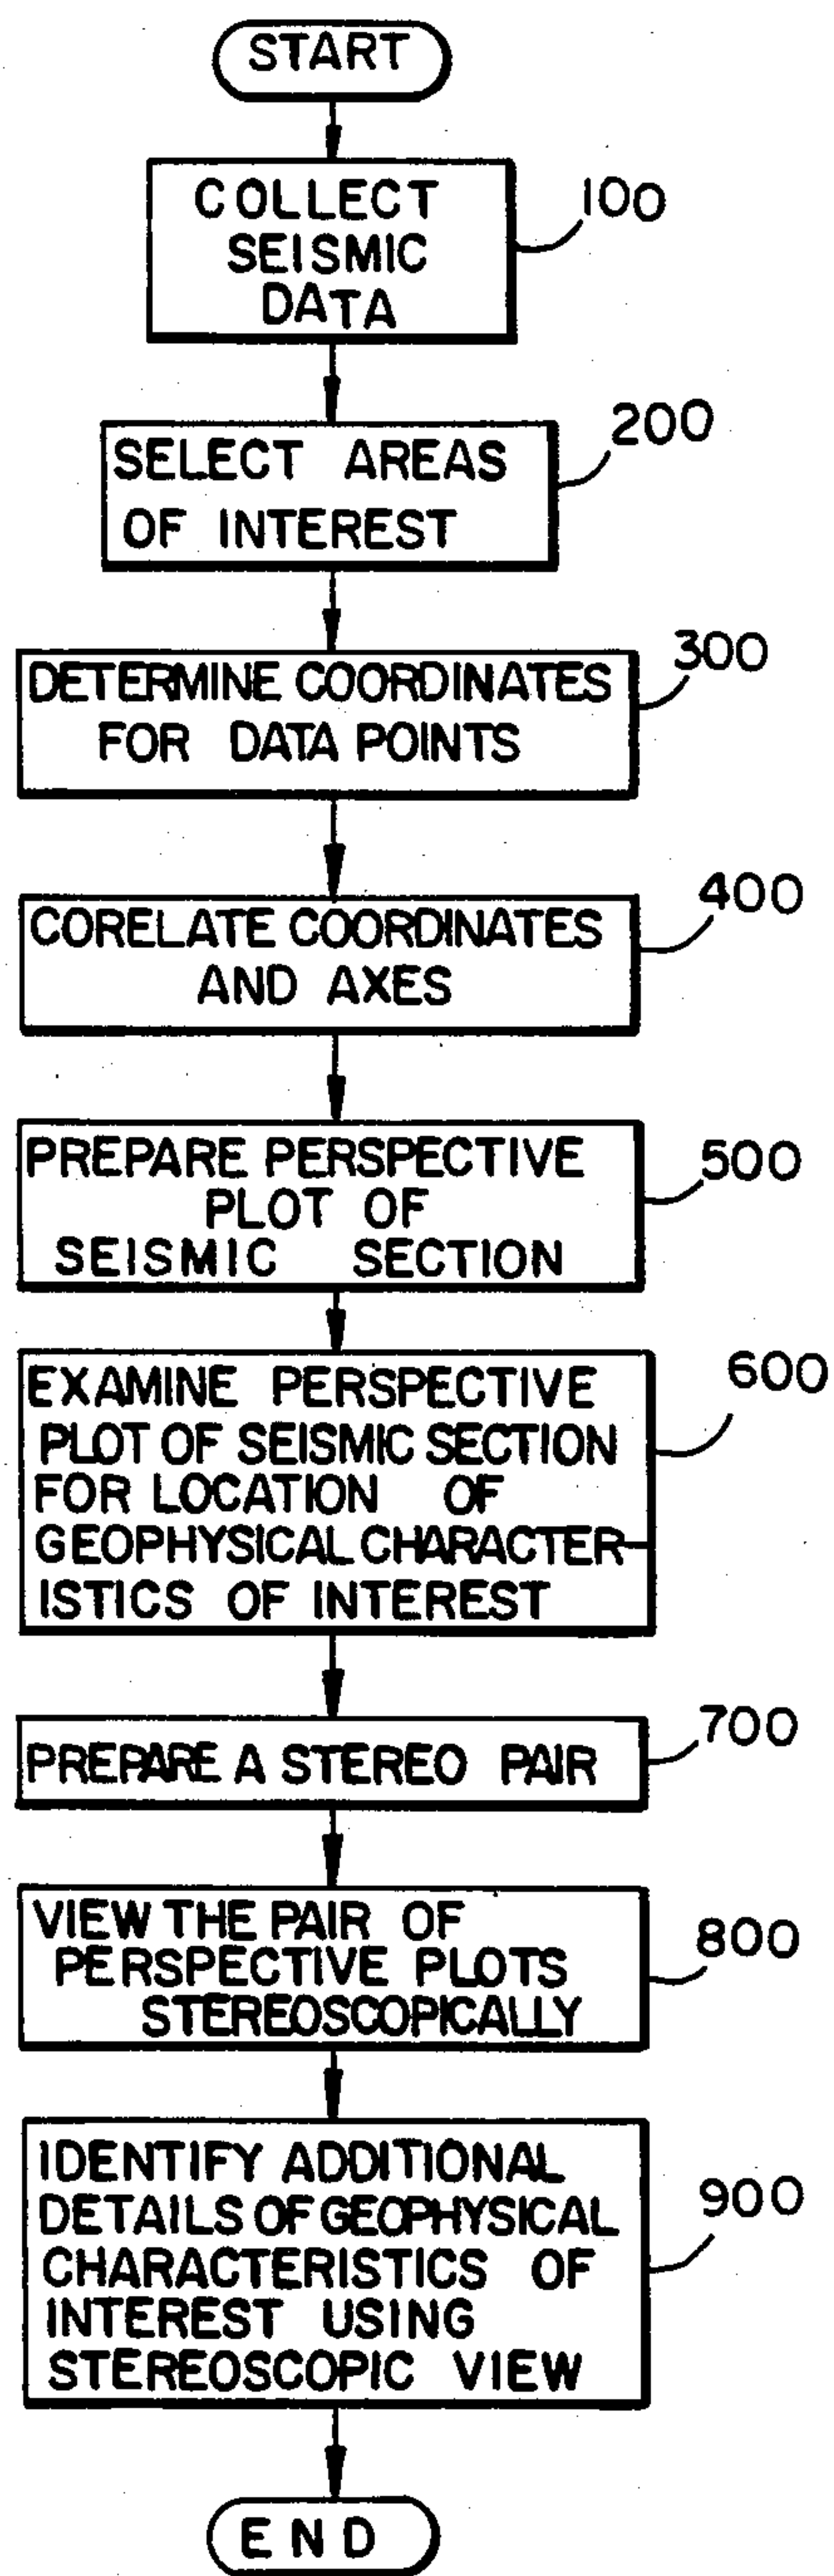 START
COLLECT
SEISMIC
DATA
100
SELECT AREAS
OF INTEREST
200
DETERMINE COORDINATES
FOR DATA POINTS
300
CORELATE COORDINATES
AND AXES
400
PREPARE PERSPECTIVE
PLOT OF
SEISMIC SECTION
500
EXAMINE PERSPECTIVE
PLOT OF SEISMIC SECTION
FOR LOCATION OF
GEOPHYSICAL CHARACTER-
ISTICS OF INTEREST
600
PREPARE A STEREO PAIR
700
VIEW THE PAIR OF
PERSPECTIVE PLOTS
STEREOSCOPICALLY
800
IDENTIFY ADDITIONAL
DETAILS OF GEOPHYSICAL
CHARACTERISTICS OF
INTEREST USING
STEREOSCOPIC VIEW
900
END